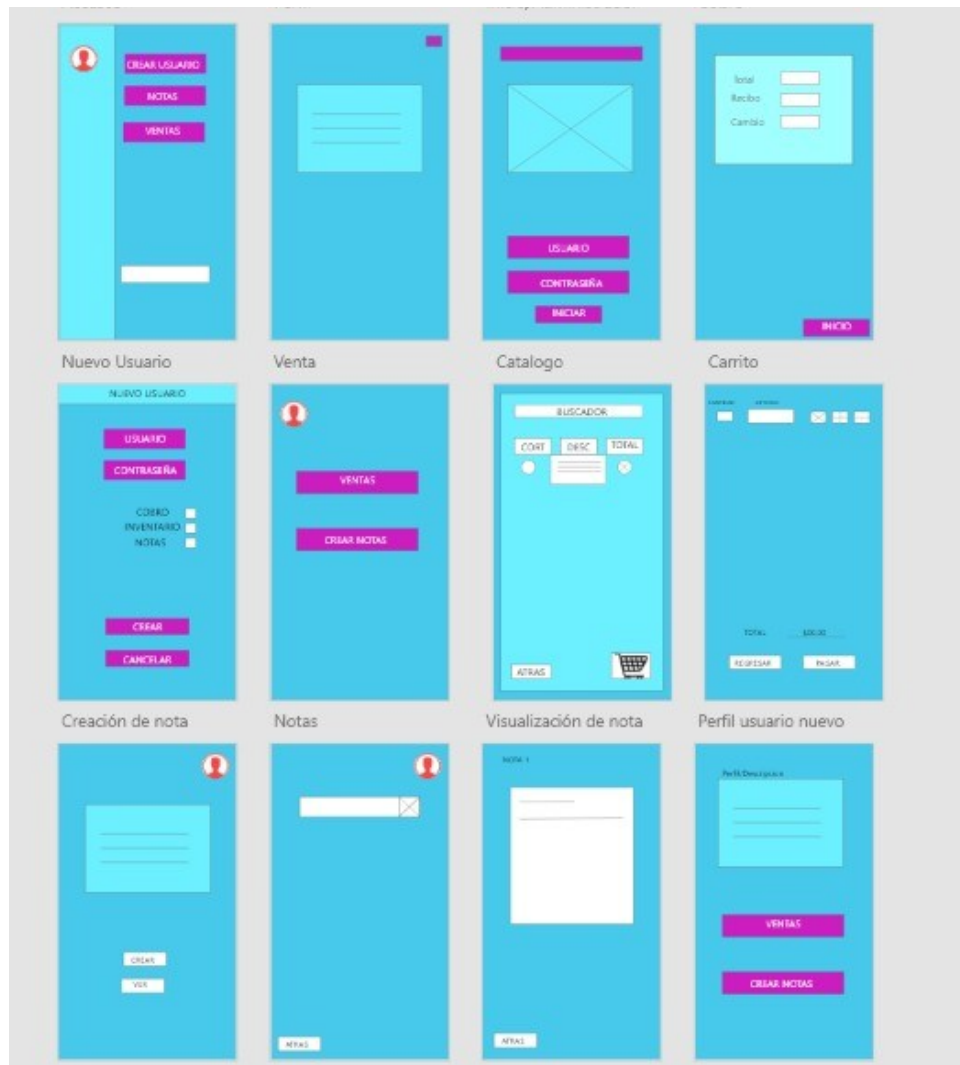 CREAR USUARIO
NOTAS
VENTAS
USUARIO
CONTRASEÑA
INICIAR
Total
Recibo
Cambio
INICIO
Nuevo Usuario
Venta
Catalogo
Carrito
NUEVO USUARIO
USUARIO
CONTRASEÑA
COBRO
INVENTARIO
NOTAS
CREAR
CANCELAR
VENTAS
CREAR NOTAS
BUSCADOR
DESC TOTAL
ATRAS
TOTAL
REGRESAR PAGAR
Creación de nota
Notas
Visualización de nota
Perfil usuario nuevo
CREAR
VER
ATRAS
NOTA 1
ATRAS
VENTAS
CREAR NOTAS